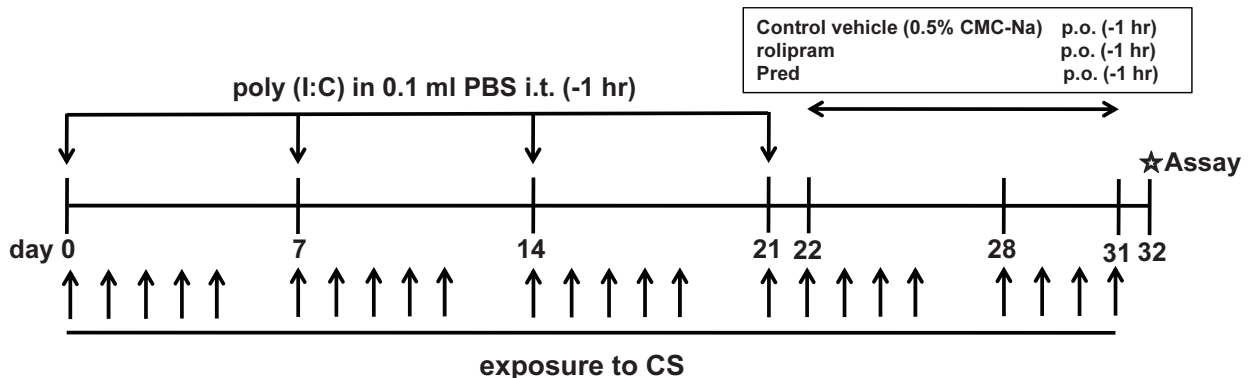 Control vehicle (0.5% CMC-Na) p.o. (-1 hr)
rolipram p.o. (-1 hr)
Pred p.o. (-1 hr)
poly (I:C) in 0.1 ml PBS i.t. (-1 hr)
☆Assay
day 0 7 14 21 22 28 31 32
exposure to CS